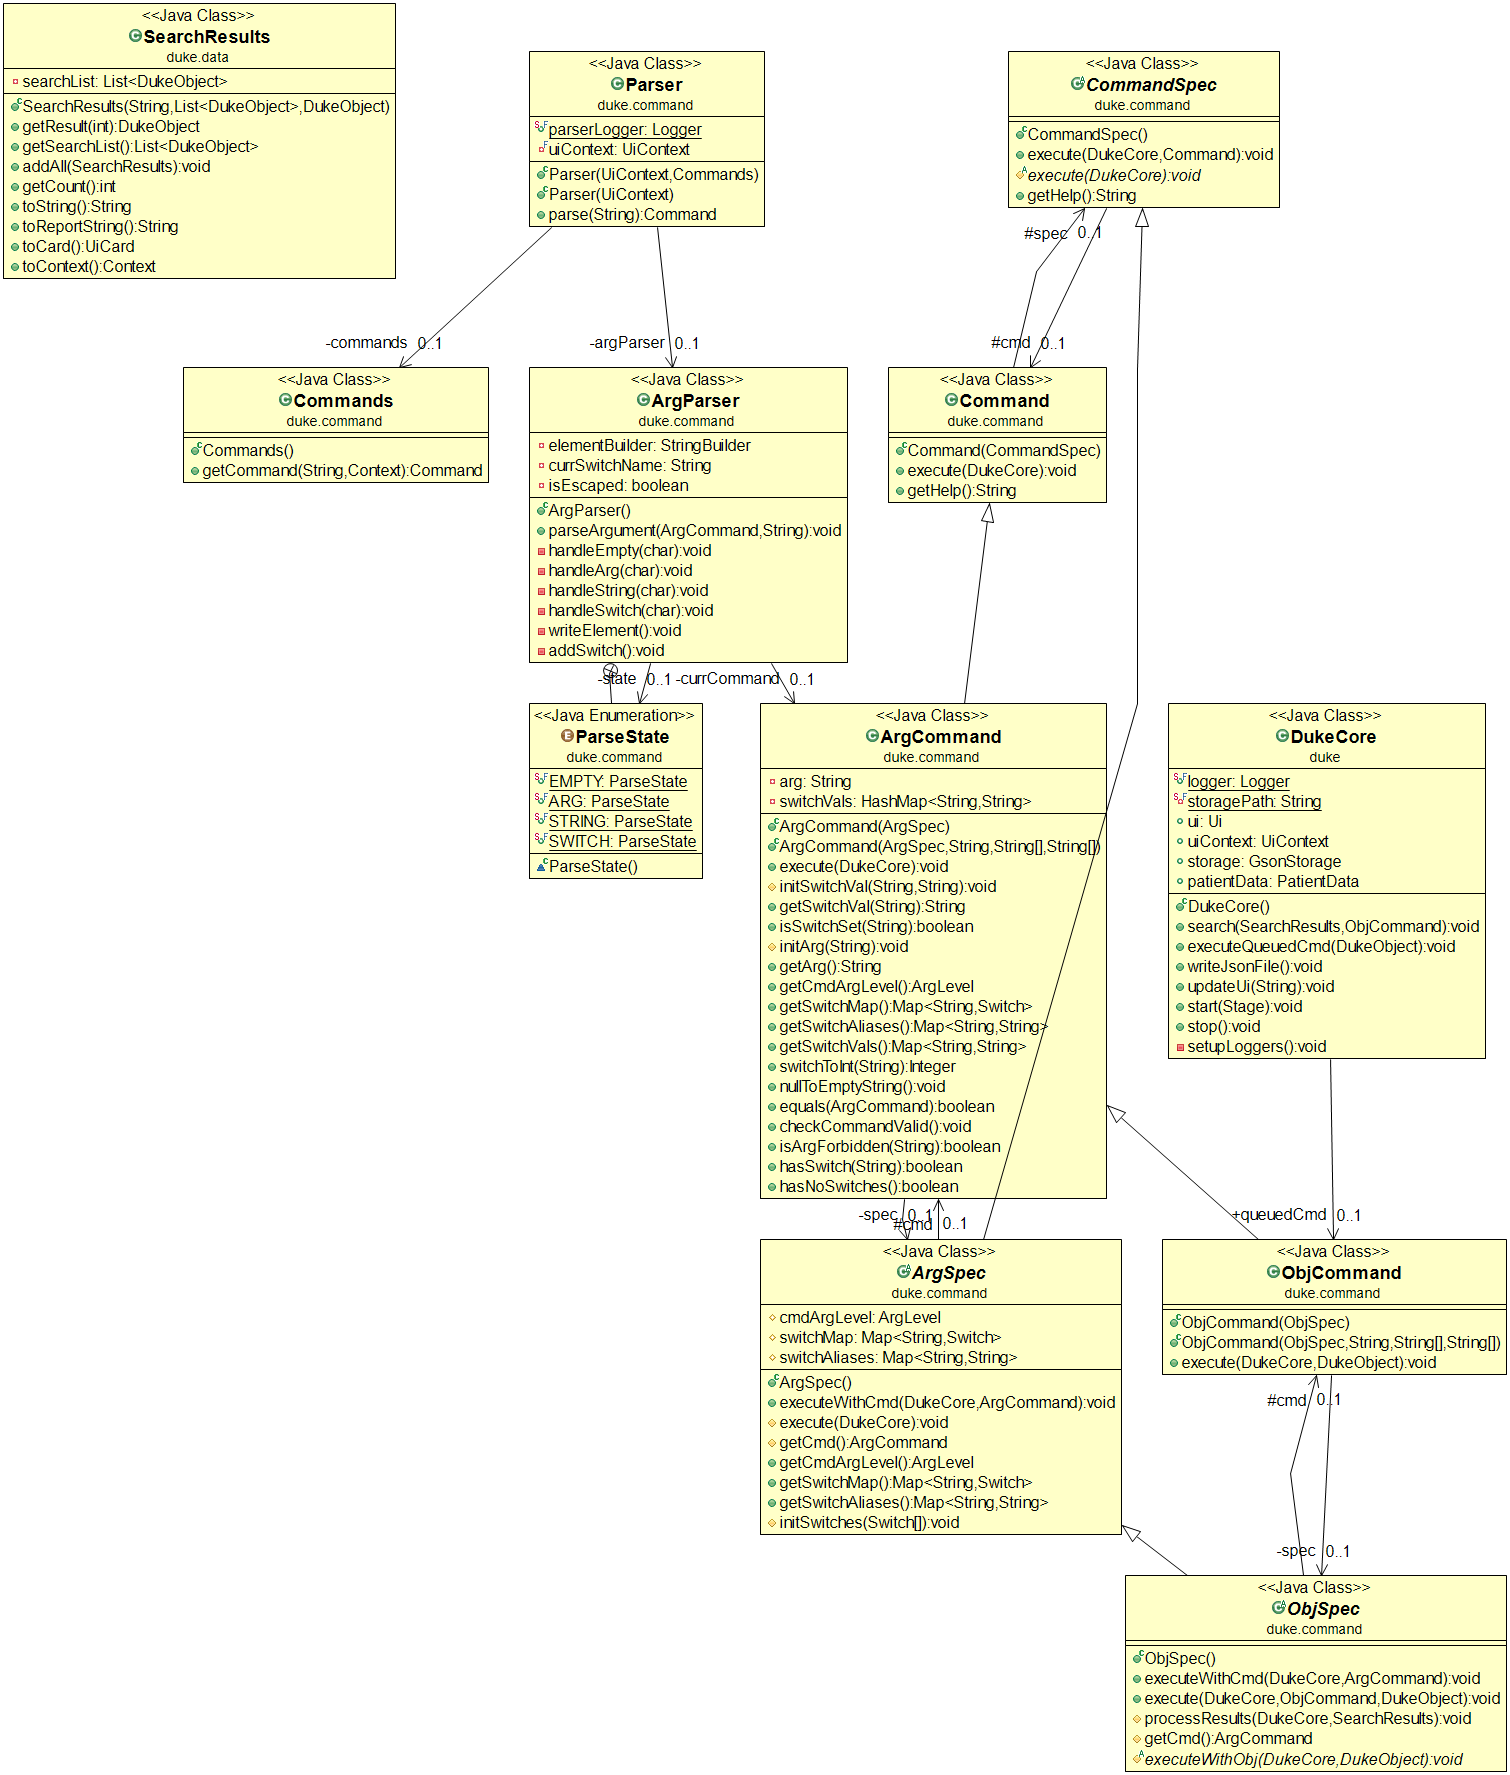 <<Java Class>>
SearchResults
duke.data
searchList: List<DukeObject>
SearchResults(String,List<DukeObject>,DukeObject)
getResult(int):DukeObject
getSearchList():List<DukeObject>
addAll(SearchResults):void
getCount():int
toString():String
toReportString():String
toCard():UiCard
toContext():Context
<<Java Class>>
Parser
duke.command
parserLogger: Logger
uiContext: UiContext
Parser(UiContext,Commands)
Parser(UiContext)
parse(String):Command
<<Java Class>>
CommandSpec
duke.command
CommandSpec()
execute(DukeCore,Command):void
execute(DukeCore):void
getHelp():String
#spec 0..1
-commands 0..1
-argParser 0..1
#cmd 0..1
<<Java Class>>
Commands
duke.command
Commands()
getCommand(String,Context):Command
<<Java Class>>
ArgParser
duke.command
elementBuilder: StringBuilder
currSwitchName: String
isEscaped: boolean
ArgParser()
parseArgument(ArgCommand,String):void
handleEmpty(char):void
handleArg(char):void
handleString(char):void
handleSwitch(char):void
writeElement():void
addSwitch():void
<<Java Class>>
Command
duke.command
Command(CommandSpec)
execute(DukeCore):void
getHelp():String
-state 0..1
-currCommand 0..1
<<Java Enumeration>>
ParseState
duke.command
EMPTY: ParseState
ARG: ParseState
STRING: ParseState
SWITCH: ParseState
ParseState()
<<Java Class>>
ArgCommand
duke.command
arg: String
switchVals: HashMap<String,String>
ArgCommand(ArgSpec)
ArgCommand(ArgSpec,String,String[],String[])
execute(DukeCore):void
initSwitchVal(String,String):void
getSwitchVal(String):String
isSwitchSet(String):boolean
initArg(String):void
getArg():String
getCmdArgLevel():ArgLevel
getSwitchMap():Map<String,Switch>
getSwitchAliases():Map<String,String>
getSwitchVals():Map<String,String>
switchToInt(String):Integer
nullToEmptyString():void
equals(ArgCommand):boolean
checkCommandValid():void
isArgForbidden(String):boolean
hasSwitch(String):boolean
hasNoSwitches():boolean
<<Java Class>>
DukeCore
duke
logger: Logger
storagePath: String
ui: Ui
uiContext: UiContext
storage: GsonStorage
patientData: PatientData
DukeCore()
search(SearchResults,ObjCommand):void
executeQueuedCmd(DukeObject):void
writeJsonFile():void
updateUi(String):void
start(Stage):void
stop():void
setupLoggers():void
-spec 0..1
#cmd 0..1
+queuedCmd 0..1
<<Java Class>>
ArgSpec
duke.command
cmdArgLevel: ArgLevel
switchMap: Map<String,Switch>
switchAliases: Map<String,String>
ArgSpec()
executeWithCmd(DukeCore,ArgCommand):void
execute(DukeCore):void
getCmd():ArgCommand
getCmdArgLevel():ArgLevel
getSwitchMap():Map<String,Switch>
getSwitchAliases():Map<String,String>
initSwitches(Switch[]):void
<<Java Class>>
ObjCommand
duke.command
ObjCommand(ObjSpec)
ObjCommand(ObjSpec,String,String[],String[])
execute(DukeCore,DukeObject):void
#cmd 0..1
-spec 0..1
<<Java Class>>
ObjSpec
duke.command
ObjSpec()
executeWithCmd(DukeCore,ArgCommand):void
execute(DukeCore,ObjCommand,DukeObject):void
processResults(DukeCore,SearchResults):void
getCmd():ArgCommand
executeWithObj(DukeCore,DukeObject):void